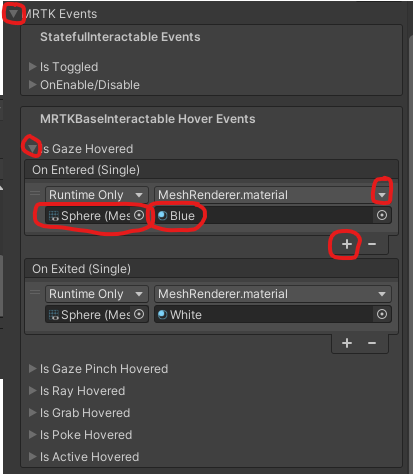 MRTK Events
StatefulInteractable Events
Is Toggled
OnEnable/Disable
MRTKBaseInteractable Hover Events
Is Gaze Hovered
On Entered (Single)
Runtime Only MeshRenderer.material
Sphere (Mes Blue
+ −
On Exited (Single)
Runtime Only MeshRenderer.material
Sphere (Mes White
+ −
Is Gaze Pinch Hovered
Is Ray Hovered
Is Grab Hovered
Is Poke Hovered
Is Active Hovered